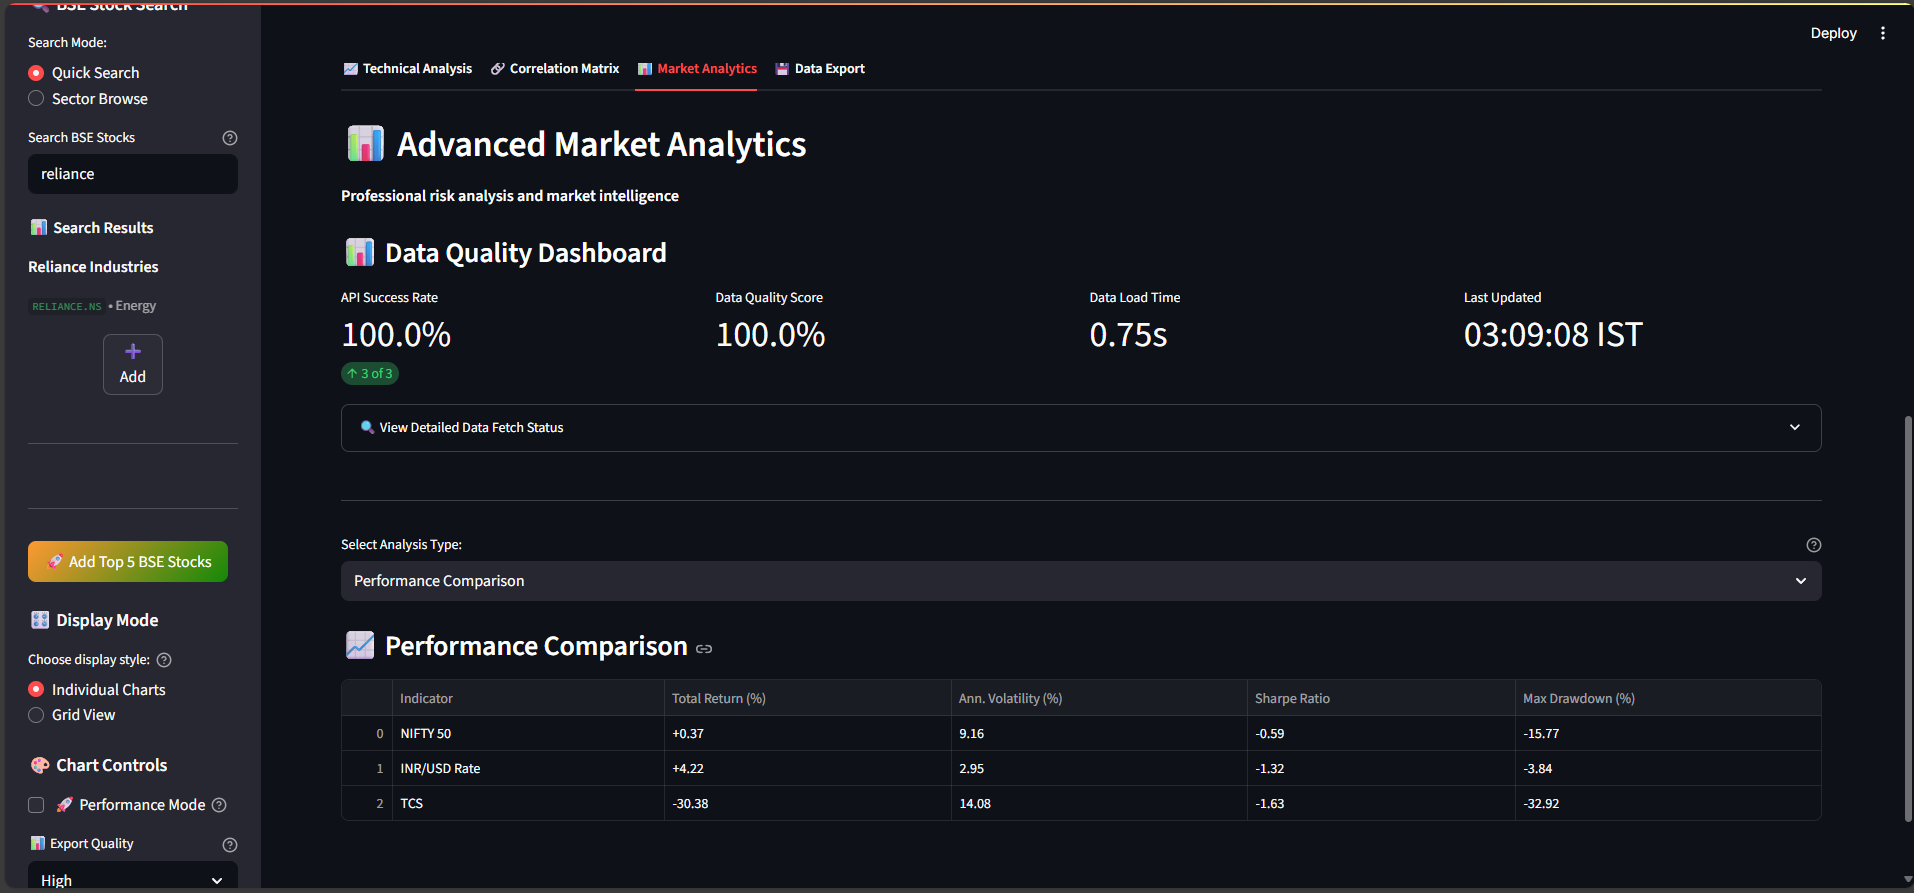 BSE Stock Search
Search Mode:
Quick Search
Sector Browse
Search BSE Stocks
reliance
Search Results
Reliance Industries
RELIANCE.NS • Energy
Add
Add Top 5 BSE Stocks
Display Mode
Choose display style:
Individual Charts
Grid View
Chart Controls
Performance Mode
Export Quality
High
Deploy
Technical Analysis Correlation Matrix Market Analytics Data Export
Advanced Market Analytics
Professional risk analysis and market intelligence
Data Quality Dashboard
API Success Rate Data Quality Score Data Load Time Last Updated
100.0% 100.0% 0.75s 03:09:08 IST
↑ 3 of 3
View Detailed Data Fetch Status
Select Analysis Type:
Performance Comparison
Performance Comparison
Indicator Total Return (%) Ann. Volatility (%) Sharpe Ratio Max Drawdown (%)
0 NIFTY 50 +0.37 9.16 -0.59 -15.77
1 INR/USD Rate +4.22 2.95 -1.32 -3.84
2 TCS -30.38 14.08 -1.63 -32.92